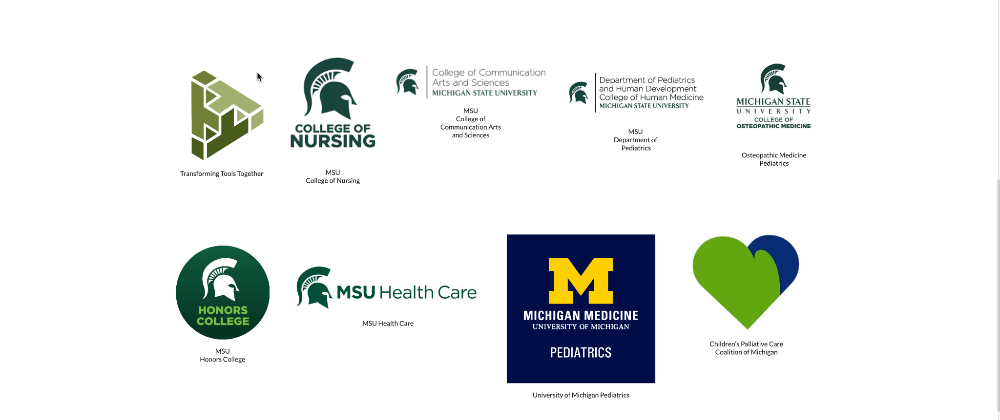 Transforming Tools Together
COLLEGE OF
NURSING
MSU
College of Nursing
College of Communication
Arts and Sciences
MICHIGAN STATE UNIVERSITY
MSU
College of
Communication Arts
and Sciences
Department of Pediatrics
and Human Development
College of Human Medicine
MICHIGAN STATE UNIVERSITY
MSU
Department of
Pediatrics
MICHIGAN STATE
UNIVERSITY
COLLEGE OF
OSTEOPATHIC MEDICINE
Osteopathic Medicine
Pediatrics
HONORS
COLLEGE
MSU
Honors College
MSU Health Care
MSU Health Care
M
MICHIGAN MEDICINE
UNIVERSITY OF MICHIGAN
PEDIATRICS
University of Michigan Pediatrics
Children's Palliative Care
Coalition of Michigan